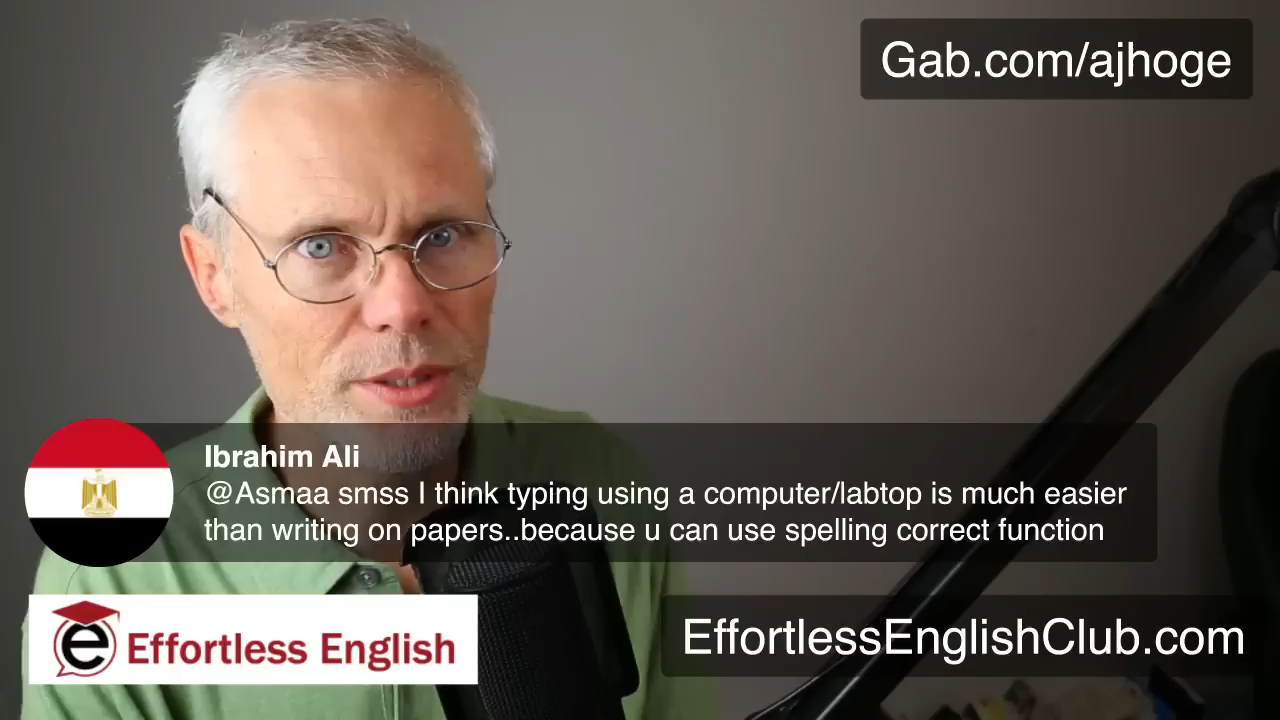 Gab.com/ajhoge
Ibrahim Ali
@Asmaa smss I think typing using a computer/labtop is much easier
than writing on papers..because u can use spelling correct function
e Effortless English
EffortlessEnglishClub.com